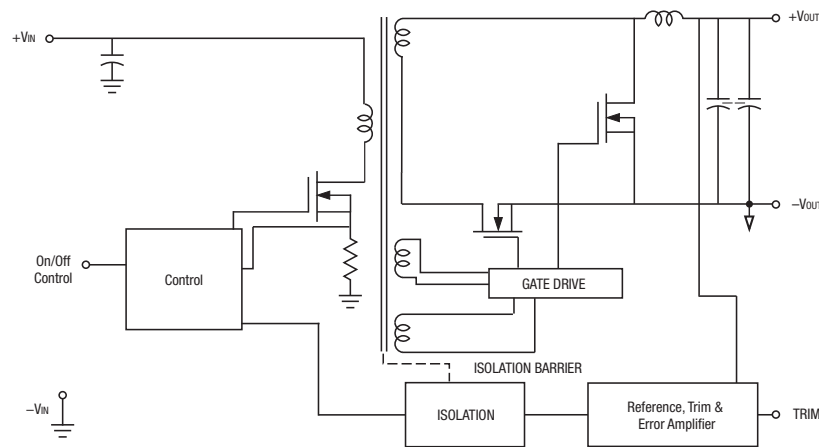 +VIN
+VOUT
−VOUT
On/Off
Control
Control
GATE DRIVE
ISOLATION BARRIER
−VIN
ISOLATION
Reference, Trim &
Error Amplifier
TRIM